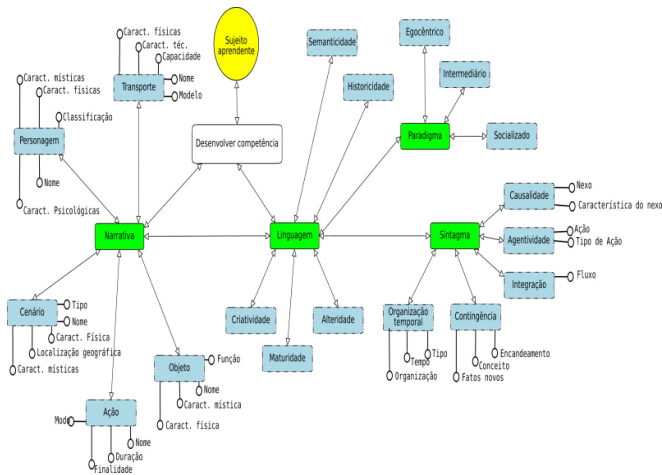 Caract. físicas
Caract. téc.
Capacidade
Nome
Modelo
Transporte
Sujeito
aprendente
Semanticidade
Egocêntrico
Intermediário
Historicidade
Caract. místicas
Caract. físicas
Classificação
Personagem
Nome
Caract. Psicológicas
Desenvolver competência
Paradigma
Socializado
Causalidade
Nexo
Característica do nexo
Narrativa
Linguagem
Sintagma
Agentividade
Ação
Tipo de Ação
Integração
Fluxo
Cenário
Tipo
Nome
Caract. Física
Localização geográfica
Caract. místicas
Criatividade
Maturidade
Alteridade
Organização
temporal
Tipo
Tempo
Organização
Contingência
Encandeamento
Conceito
Fatos novos
Objeto
Função
Nome
Caract. mística
Caract. física
Ação
Modo
Nome
Duração
Finalidade